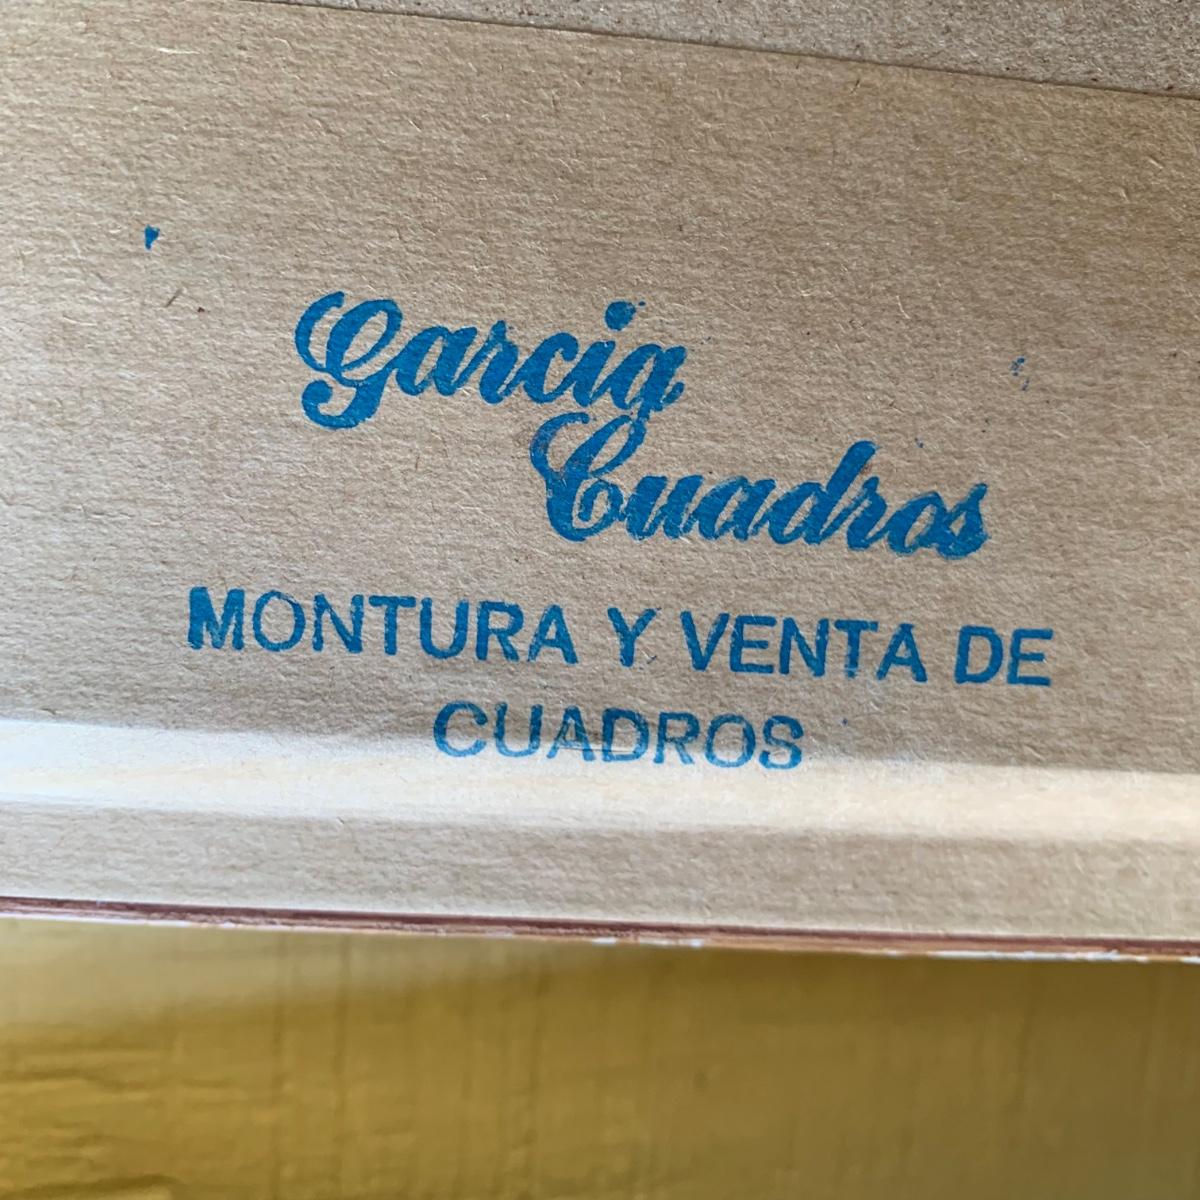 Garcia
Cuadros
MONTURA Y VENTA DE
CUADROS